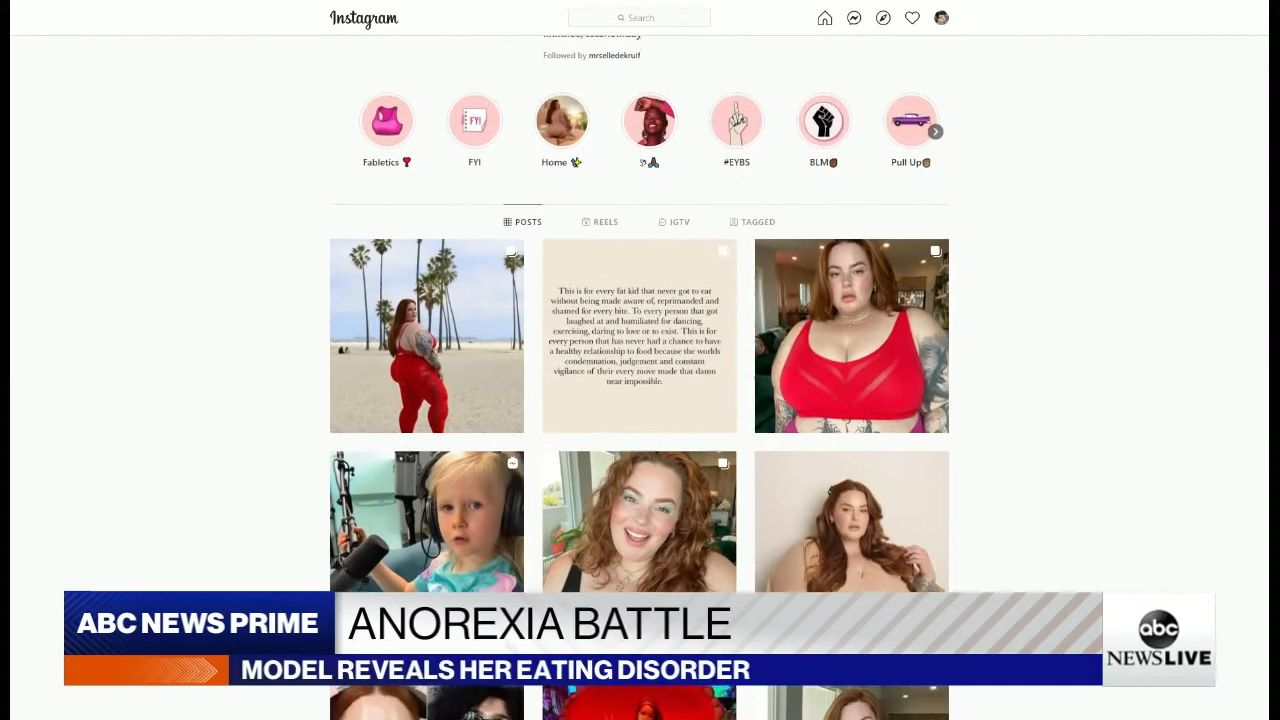 Instagram
Search
Followed by mrselledekruif
FYI
Fabletics
FYI
Home
#EYBS
BLM
Pull Up
POSTS
REELS
IGTV
TAGGED
This is for every fat kid that never got to eat
without being made aware of, reprimanded and
shamed for every bite. To every person that got
laughed at and humiliated for dancing,
exercising, daring to love or to exist. This is for
every person that has never had a chance to have
a healthy relationship to food because the worlds
condemnation, judgement and constant
vigilance of their every move made that damn
near impossible.
ABC NEWS PRIME
ANOREXIA BATTLE
MODEL REVEALS HER EATING DISORDER
abc
NEWSLIVE